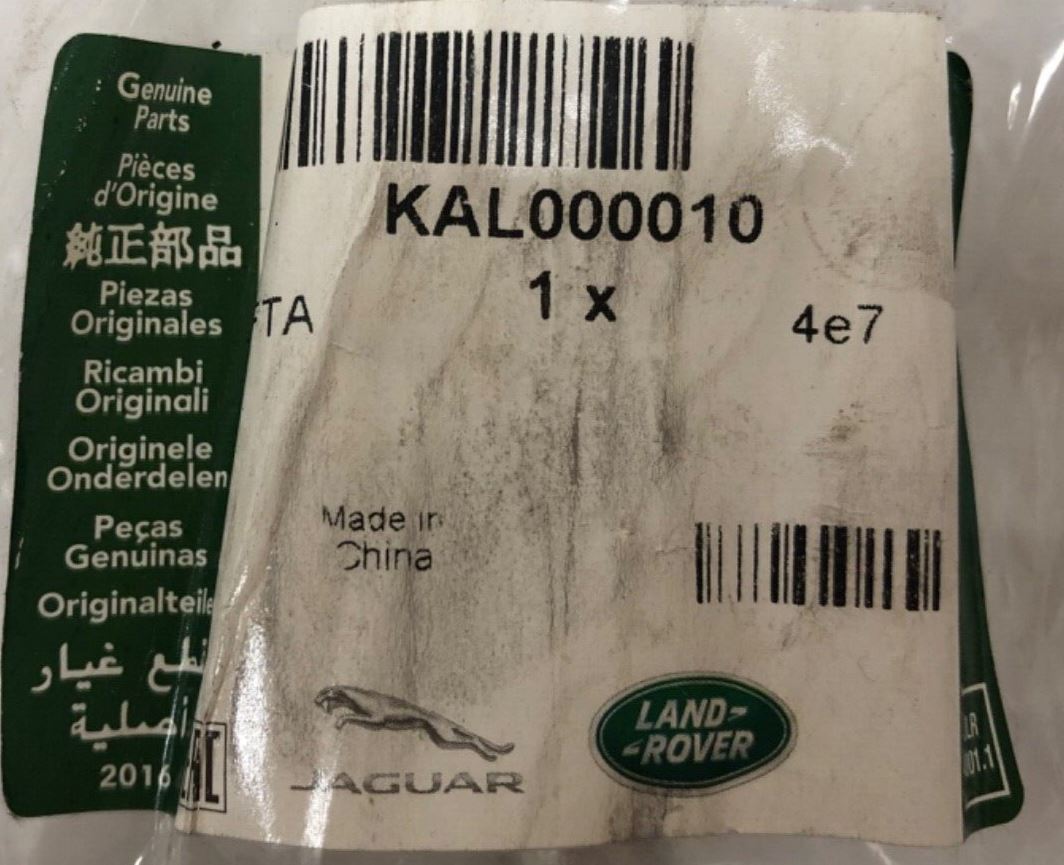 Genuine
Parts
Pièces
d'Origine
純正部品
Piezas
Originales
Ricambi
Originali
Originele
Onderdelen
Peças
Genuinas
Originalteile
قطع غيار
أصلية
2016
KAL000010
1 x
4e7
Made in
China
JAGUAR
LAND-
-ROVER
LR